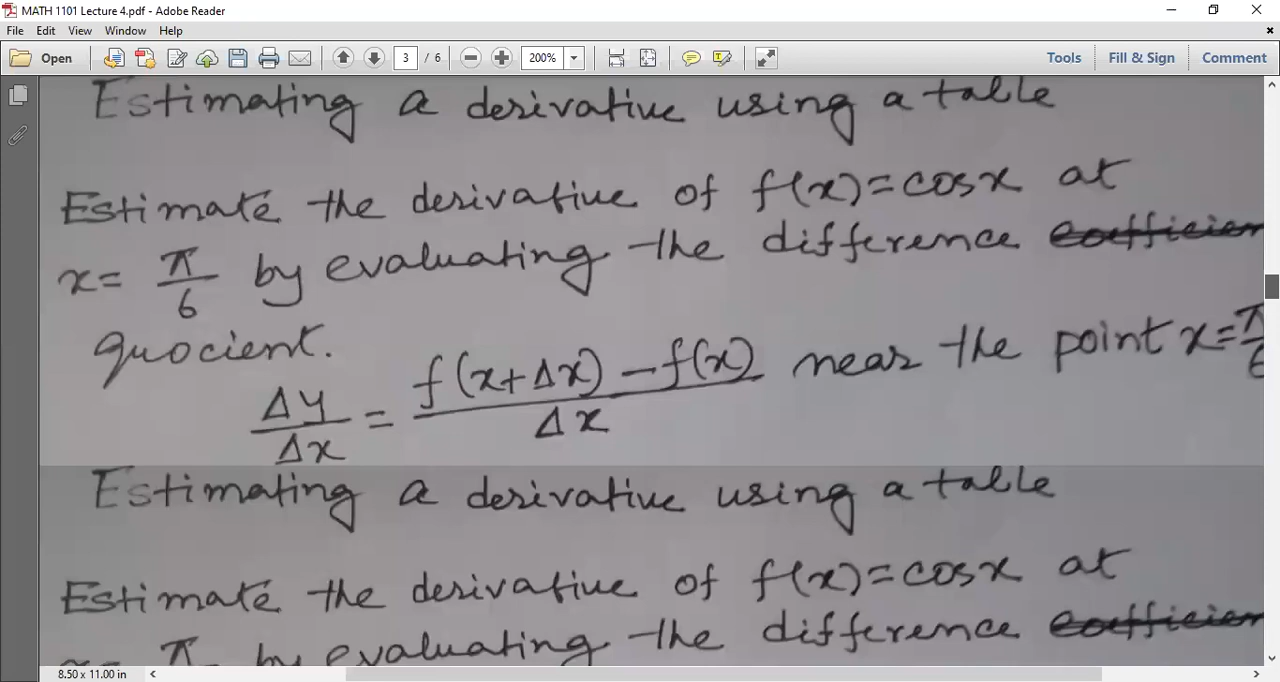 MATH 1101 Lecture 4.pdf - Adobe Reader
File Edit View Window Help
Open 3 / 6 200% Tools Fill & Sign Comment
Estimating a derivative using a table
Estimate the derivative of f(x)=cosx at
x= π/6 by evaluating the difference
quocient.
Δy/Δx = f(x+Δx) - f(x)/Δx near the point x=π/6
Estimating a derivative using a table
Estimate the derivative of f(x)=cosx at
π by evaluating the difference
8.50 x 11.00 in